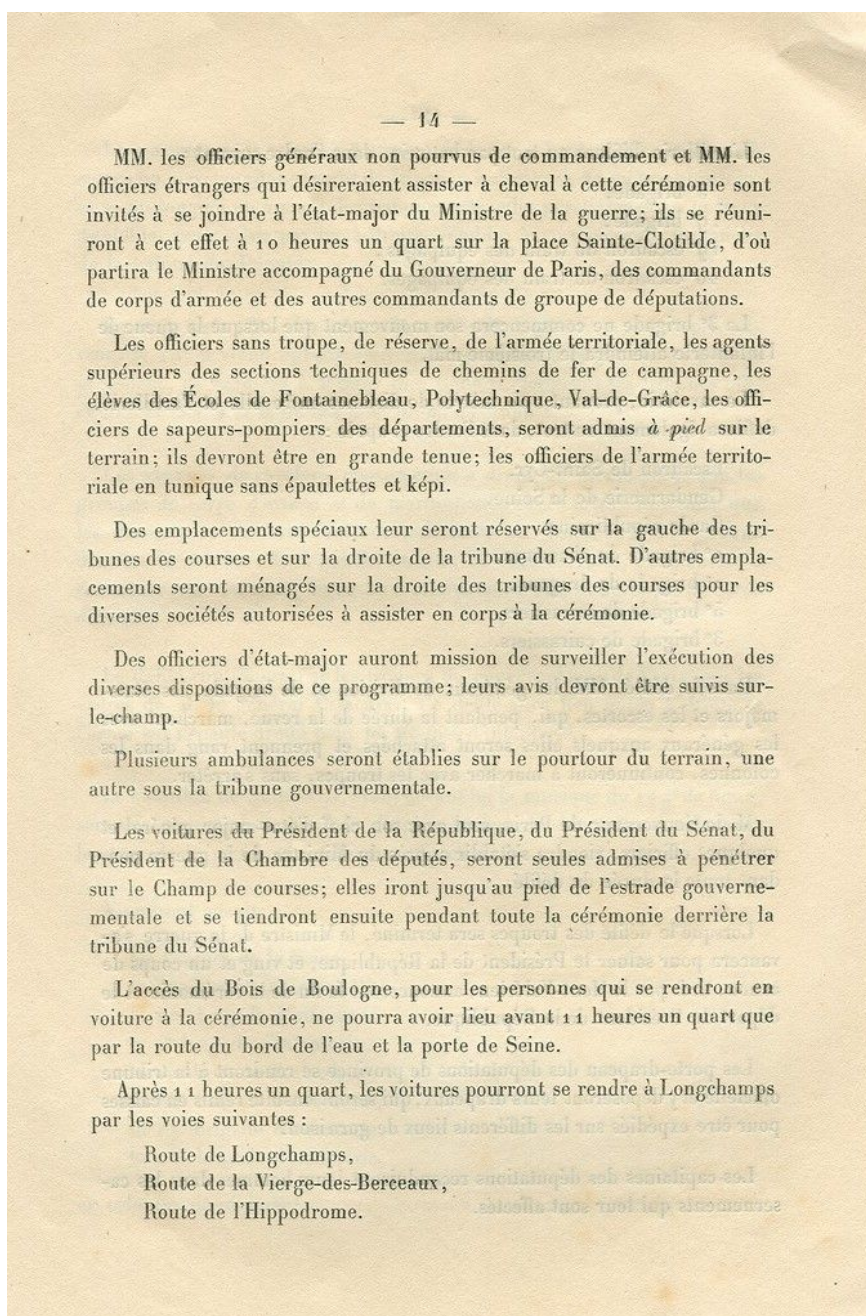 — 14 —
MM. les officiers généraux non pourvus de commandement et MM. les
officiers étrangers qui désireraient assister à cheval à cette cérémonie sont
invités à se joindre à l'état-major du Ministre de la guerre; ils se réuni-
ront à cet effet à 10 heures un quart sur la place Sainte-Clotilde, d'où
partira le Ministre accompagné du Gouverneur de Paris, des commandants
de corps d'armée et des autres commandants de groupe de députations.
Les officiers sans troupe, de réserve, de l'armée territoriale, les agents
supérieurs des sections techniques de chemins de fer de campagne, les
élèves des Écoles de Fontainebleau, Polytechnique, Val-de-Grâce, les offi-
ciers de sapeurs-pompiers des départements, seront admis à pied sur le
terrain; ils devront être en grande tenue; les officiers de l'armée territo-
riale en tunique sans épaulettes et képi.
Des emplacements spéciaux leur seront réservés sur la gauche des tri-
bunes des courses et sur la droite de la tribune du Sénat. D'autres empla-
cements seront ménagés sur la droite des tribunes des courses pour les
diverses sociétés autorisées à assister en corps à la cérémonie.
Des officiers d'état-major auront mission de surveiller l'exécution des
diverses dispositions de ce programme; leurs avis devront être suivis sur-
le-champ.
Plusieurs ambulances seront établies sur le pourtour du terrain, une
autre sous la tribune gouvernementale.
Les voitures du Président de la République, du Président du Sénat, du
Président de la Chambre des députés, seront seules admises à pénétrer
sur le Champ de courses; elles iront jusqu'au pied de l'estrade gouverne-
mentale et se tiendront ensuite pendant toute la cérémonie derrière la
tribune du Sénat.
L'accès du Bois de Boulogne, pour les personnes qui se rendront en
voiture à la cérémonie, ne pourra avoir lieu avant 11 heures un quart que
par la route du bord de l'eau et la porte de Seine.
Après 11 heures un quart, les voitures pourront se rendre à Longchamps
par les voies suivantes :
Route de Longchamps,
Route de la Vierge-des-Berceaux,
Route de l'Hippodrome.